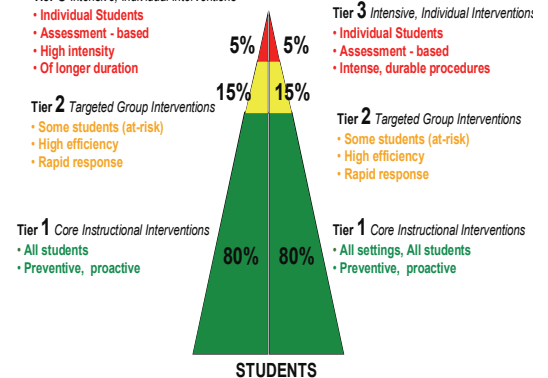 • Individual Students
• Assessment - based
• High intensity
• Of longer duration
5%
15%
Tier 2 Targeted Group Interventions
• Some students (at-risk)
• High efficiency
• Rapid response
Tier 1 Core Instructional Interventions
• All students
• Preventive, proactive
80%
Tier 3 Intensive, Individual Interventions
• Individual Students
• Assessment - based
• Intense, durable procedures
5%
15%
Tier 2 Targeted Group Interventions
• Some students (at-risk)
• High efficiency
• Rapid response
Tier 1 Core Instructional Interventions
• All settings, All students
• Preventive, proactive
80%
STUDENTS